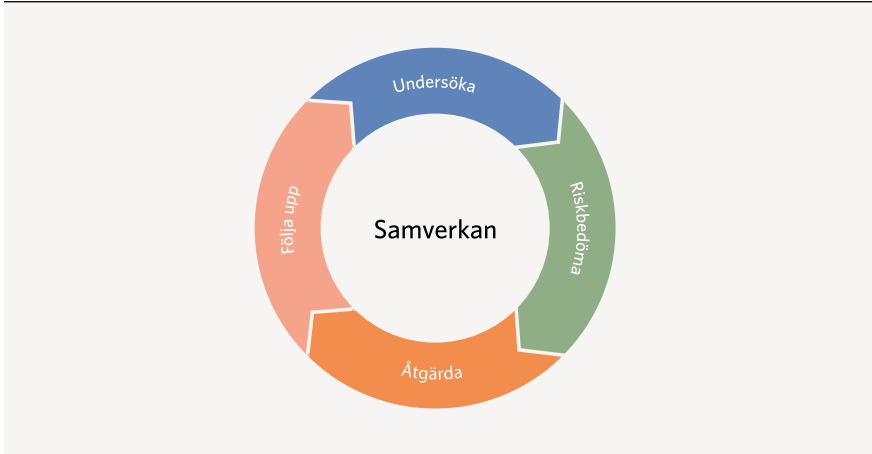 Undersöka
Riskbedöma
Åtgärda
Följa upp
Samverkan